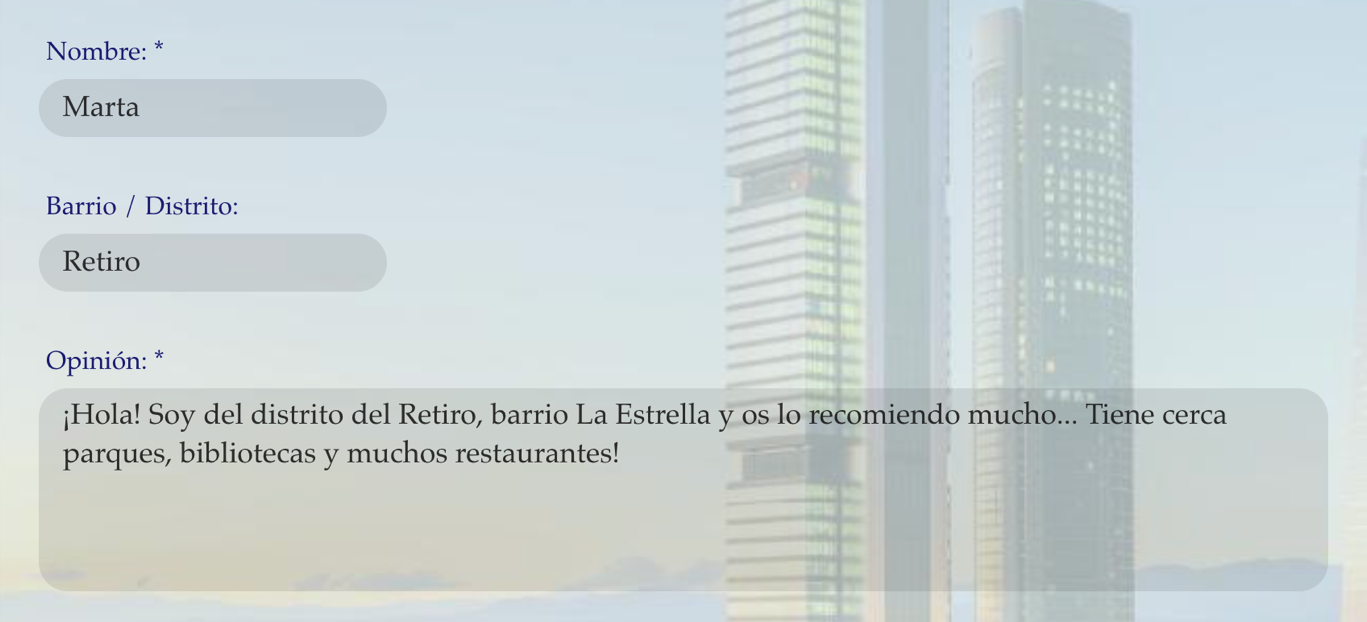 Nombre: *
Marta
Barrio / Distrito:
Retiro
Opinión: *
¡Hola! Soy del distrito del Retiro, barrio La Estrella y os lo recomiendo mucho... Tiene cerca
parques, bibliotecas y muchos restaurantes!